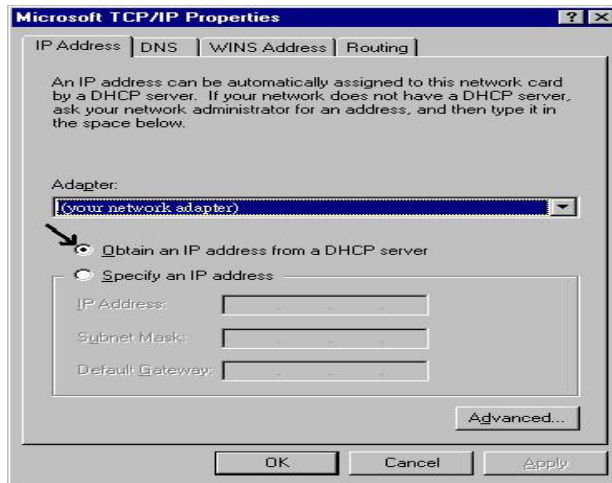 Microsoft TCP/IP Properties
IP Address DNS WINS Address Routing
An IP address can be automatically assigned to this network card
by a DHCP server. If your network does not have a DHCP server,
ask your network administrator for an address, and then type it in
the space below.
Adapter:
(your network adapter)
Obtain an IP address from a DHCP server
Specify an IP address
IP Address:
Subnet Mask:
Default Gateway:
Advanced...
OK Cancel Apply